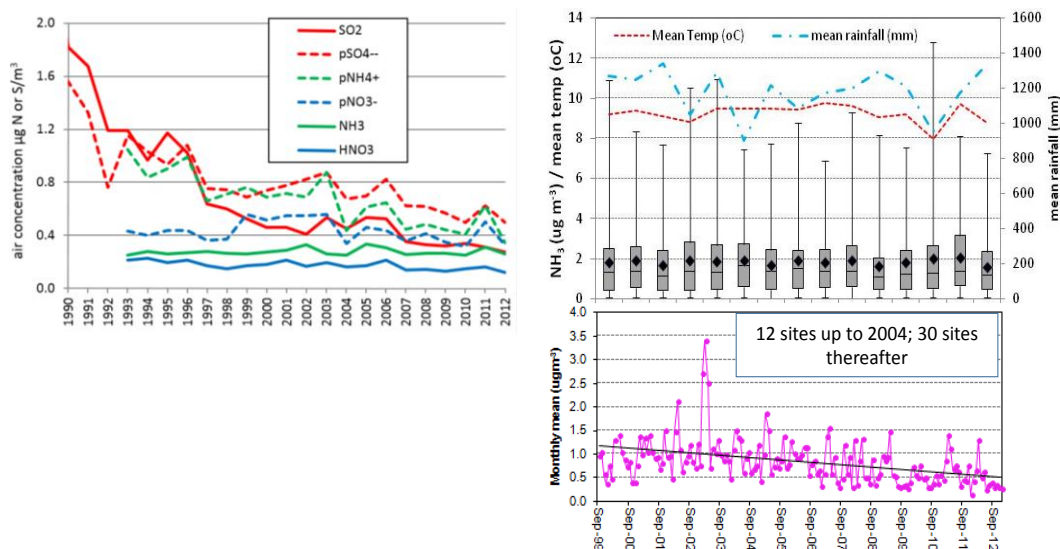 air concentration µg N or S/m³
2.0
1.6
1.2
0.8
0.4
0.0
SO2
pSO4--
pNH4+
pNO3-
NH3
HNO3
1990
1991
1992
1993
1994
1995
1996
1997
1998
1999
2000
2001
2002
2003
2004
2005
2006
2007
2008
2009
2010
2011
2012
NH₃ (ug m⁻³) / mean temp (oC)
14
12
10
8
6
4
2
0
Mean Temp (oC)
mean rainfall (mm)
1600
1400
1200
1000
800
600
400
200
0
mean rainfall (mm)
Monthly mean (ugm-³)
4.0
3.5
3.0
2.5
2.0
1.5
1.0
0.5
0.0
12 sites up to 2004; 30 sites
thereafter
Sep-99
Sep-00
Sep-01
Sep-02
Sep-03
Sep-04
Sep-05
Sep-06
Sep-07
Sep-08
Sep-09
Sep-10
Sep-11
Sep-12